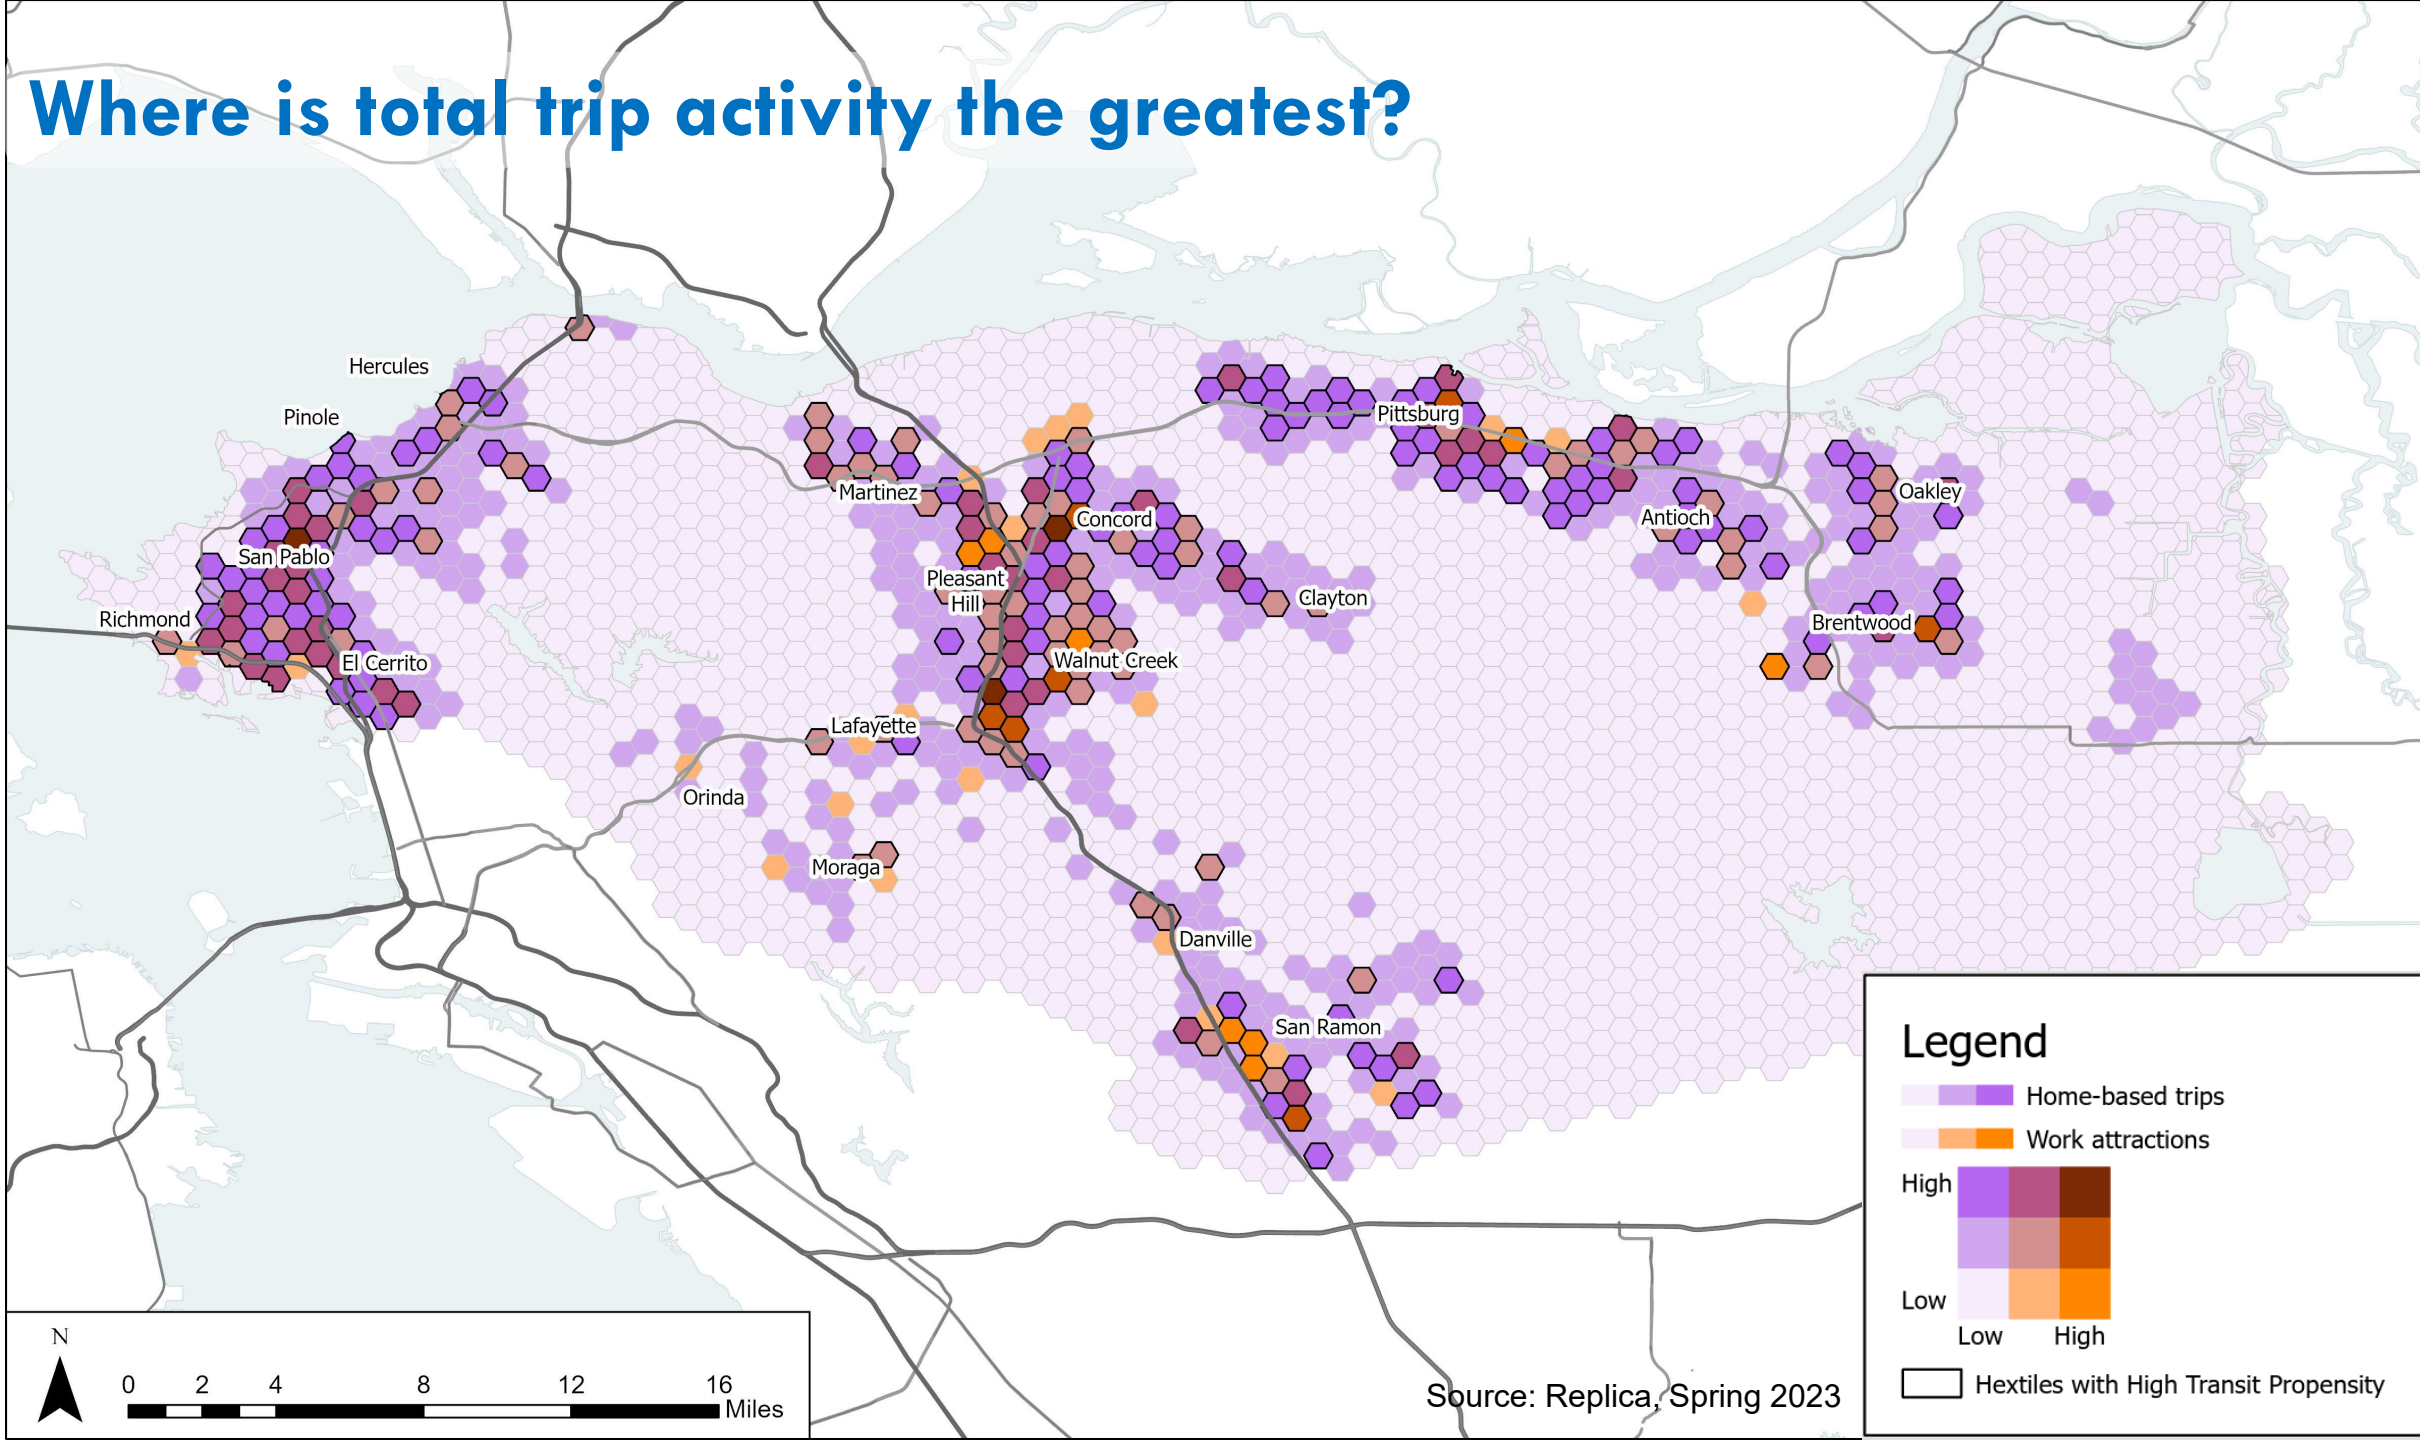 Where is total trip activity the greatest?
Hercules
Pinole
Pittsburg
Martinez
Oakley
Concord
Antioch
San Pablo
Pleasant
Hill
Clayton
Richmond
Brentwood
El Cerrito
Walnut Creek
Lafayette
Orinda
Moraga
Danville
San Ramon
Legend
Home-based trips
Work attractions
High
Low
Low High
Hextiles with High Transit Propensity
N
0 2 4 8 12 16
Miles
Source: Replica, Spring 2023